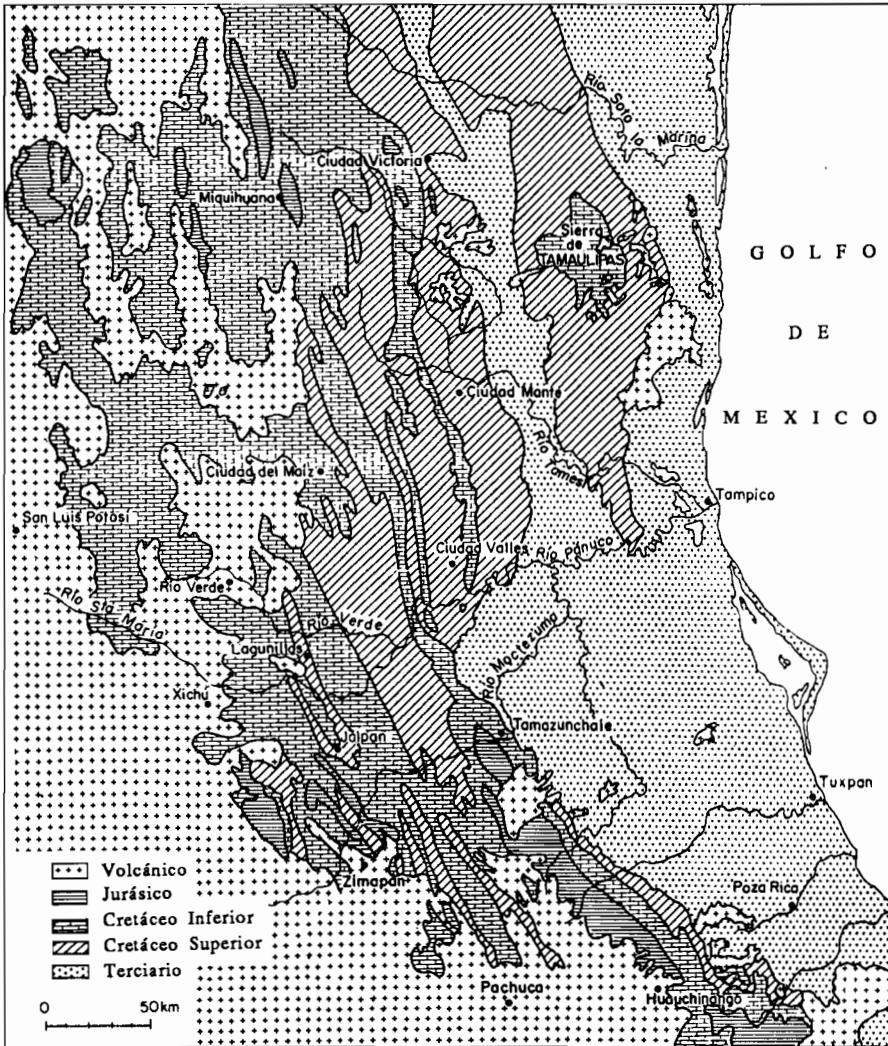 Río Soto la Marina
Ciudad Victoria
Miquihuana
Sierra
de
TAMAULIPAS
GOLFO
DE
MEXICO
Ciudad Mante
Río Tamesí
Ciudad del Maíz
Tampico
San Luis Potosí
Ciudad Valles
Río Pánuco
Río Verde
Río Sta. María
Río Verde
Lagunillas
Río Moctezuma
Xichú
Jalpan
Tamazunchale
Tuxpan
Zimapán
Poza Rica
Pachuca
Huauchinango
Volcánico
Jurásico
Cretáceo Inferior
Cretáceo Superior
Terciario
0 50 km